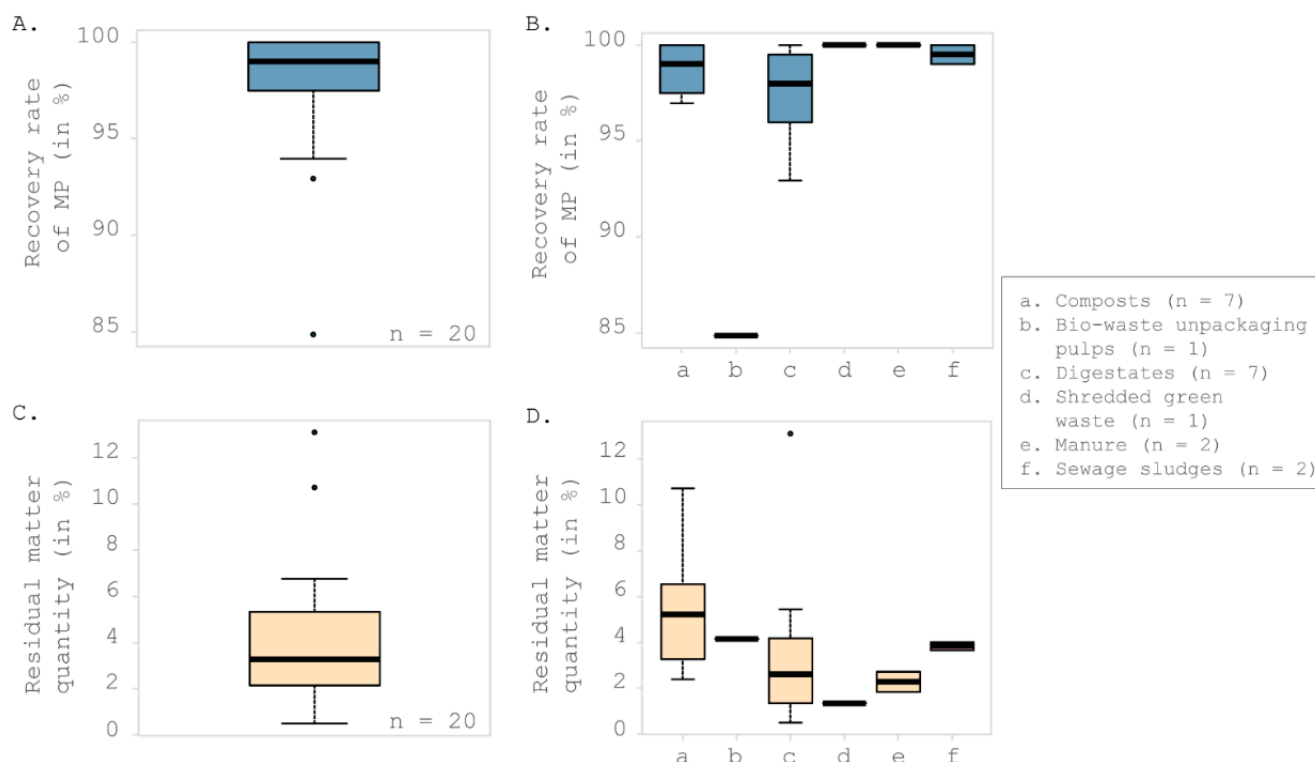 A.
Recovery rate
of MP (in %)
100
95
90
85
n = 20
B.
Recovery rate
of MP (in %)
100
95
90
85
a b c d e f
a. Composts (n = 7)
b. Bio-waste unpackaging
pulps (n = 1)
c. Digestates (n = 7)
d. Shredded green
waste (n = 1)
e. Manure (n = 2)
f. Sewage sludges (n = 2)
C.
Residual matter
quantity (in %)
12
10
8
6
4
2
0
n = 20
D.
Residual matter
quantity (in %)
12
10
8
6
4
2
0
a b c d e f